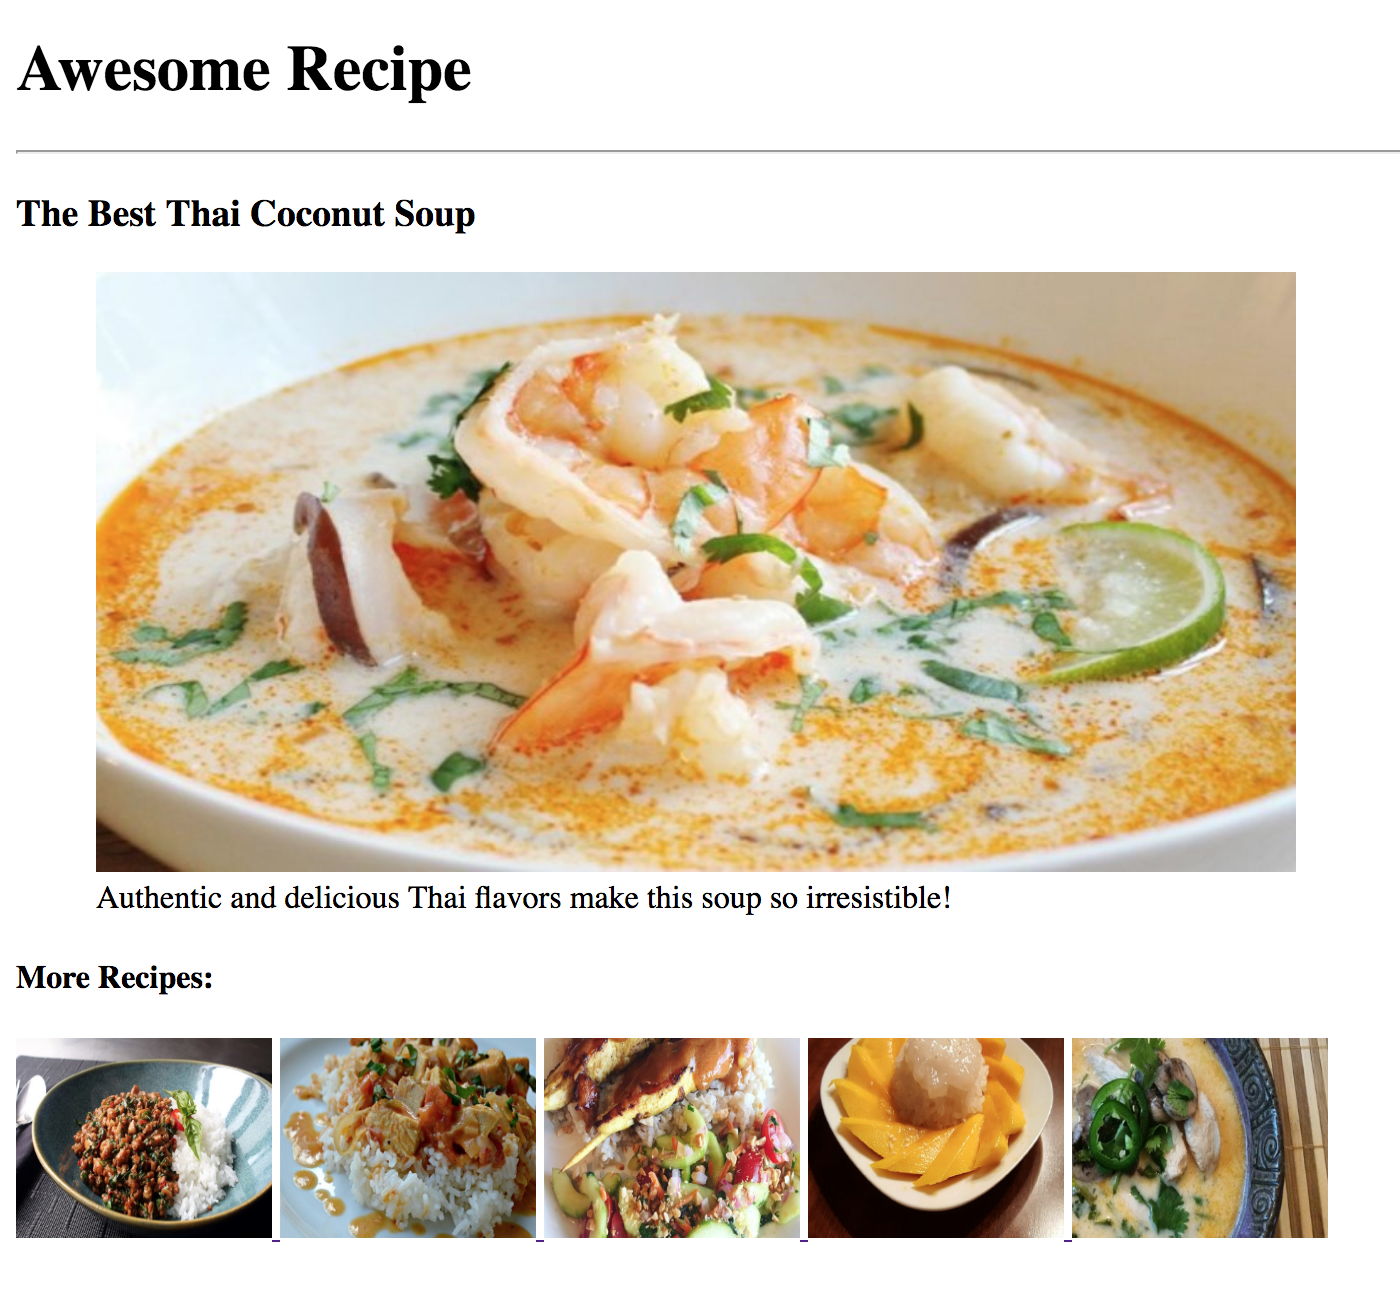 Awesome Recipe
The Best Thai Coconut Soup
Authentic and delicious Thai flavors make this soup so irresistible!
More Recipes: